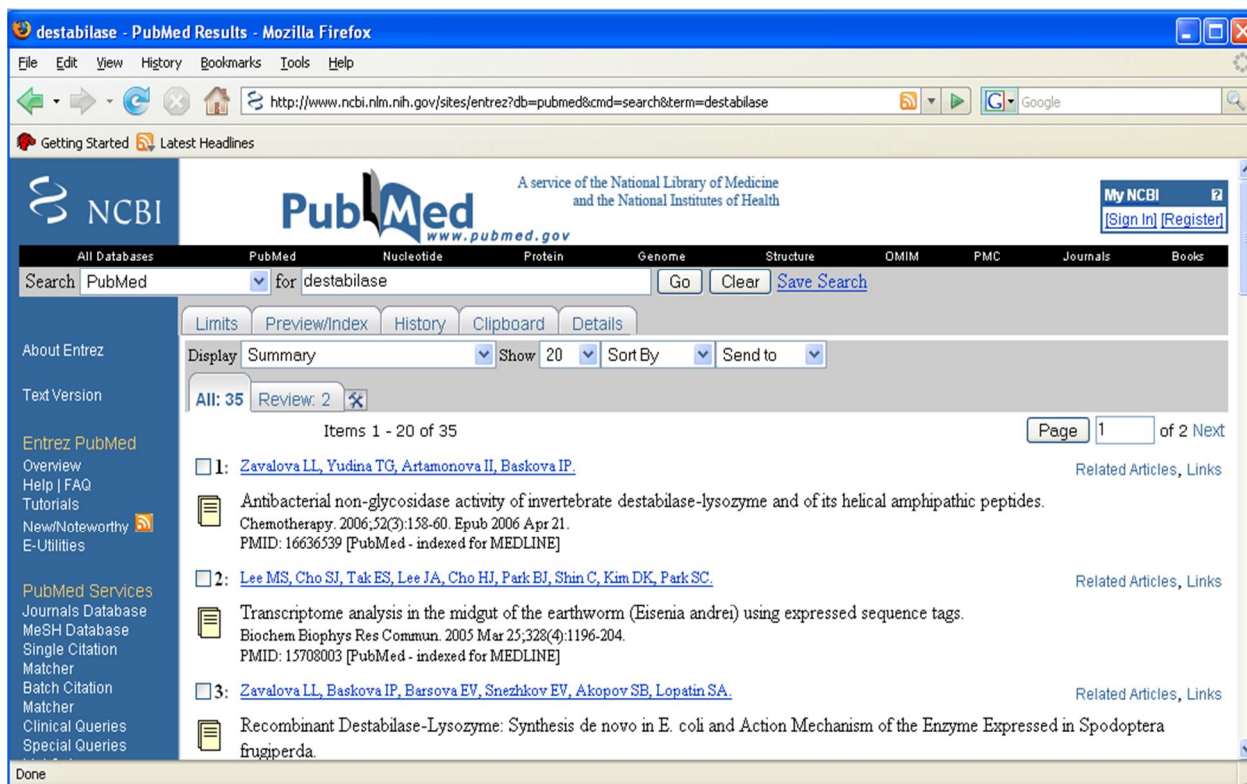 destabilase - PubMed Results - Mozilla Firefox
File Edit View History Bookmarks Tools Help
http://www.ncbi.nlm.nih.gov/sites/entrez?db=pubmed&cmd=search&term=destabilase
G Google
Getting Started Latest Headlines
NCBI
PubMed
www.pubmed.gov
A service of the National Library of Medicine
and the National Institutes of Health
My NCBI ?
[Sign In] [Register]
All Databases PubMed Nucleotide Protein Genome Structure OMIM PMC Journals Books
Search PubMed for destabilase Go Clear Save Search
Limits Preview/Index History Clipboard Details
Display Summary Show 20 Sort By Send to
All: 35 Review: 2
Items 1 - 20 of 35 Page 1 of 2 Next
1: Zavalova LL, Yudina TG, Artamonova II, Baskova IP. Related Articles, Links
Antibacterial non-glycosidase activity of invertebrate destabilase-lysozyme and of its helical amphipathic peptides.
Chemotherapy. 2006;52(3):158-60. Epub 2006 Apr 21.
PMID: 16636539 [PubMed - indexed for MEDLINE]
2: Lee MS, Cho SJ, Tak ES, Lee JA, Cho HJ, Park BJ, Shin C, Kim DK, Park SC. Related Articles, Links
Transcriptome analysis in the midgut of the earthworm (Eisenia andrei) using expressed sequence tags.
Biochem Biophys Res Commun. 2005 Mar 25;328(4):1196-204.
PMID: 15708003 [PubMed - indexed for MEDLINE]
3: Zavalova LL, Baskova IP, Barsova EV, Snezhkov EV, Akopov SB, Lopatin SA. Related Articles, Links
Recombinant Destabilase-Lysozyme: Synthesis de novo in E. coli and Action Mechanism of the Enzyme Expressed in Spodoptera
frugiperda.
About Entrez
Text Version
Entrez PubMed
Overview
Help | FAQ
Tutorials
New/Noteworthy
E-Utilities
PubMed Services
Journals Database
MeSH Database
Single Citation
Matcher
Batch Citation
Matcher
Clinical Queries
Special Queries
Done